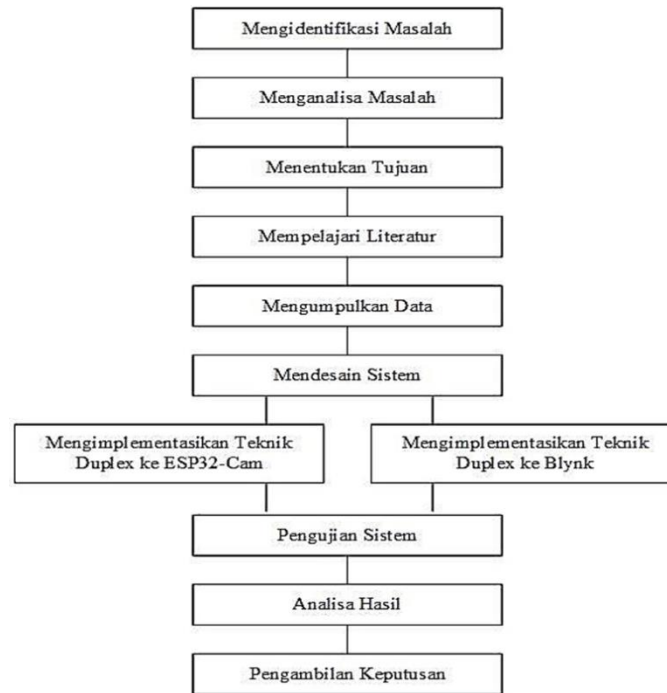 Mengidentifikasi Masalah
Menganalisa Masalah
Menentukan Tujuan
Mempelajari Literatur
Mengumpulkan Data
Mendesain Sistem
Mengimplementasikan Teknik
Duplex ke ESP32-Cam
Mengimplementasikan Teknik
Duplex ke Blynk
Pengujian Sistem
Analisa Hasil
Pengambilan Keputusan